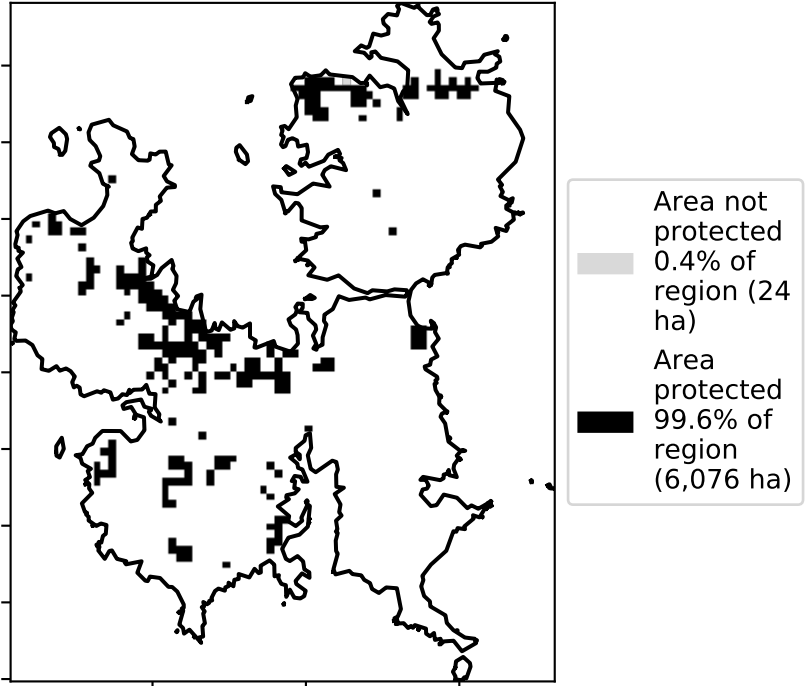 Area not
protected
0.4% of
region (24
ha)
Area
protected
99.6% of
region
(6,076 ha)